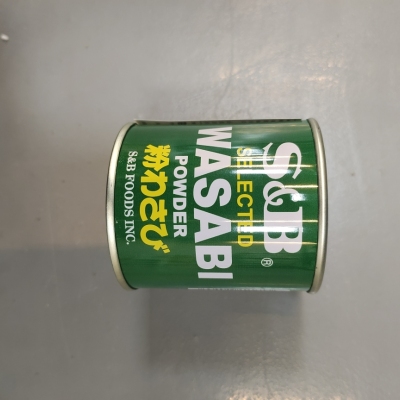 S&B®
SELECTED
WASABI
POWDER
粉わさび
S&B FOODS INC.